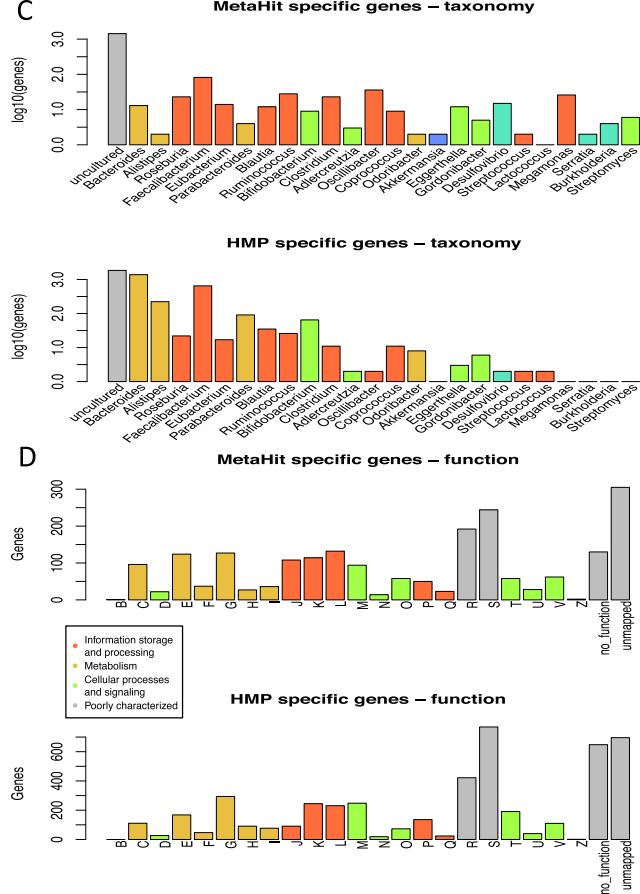 C
MetaHit specific genes – taxonomy
log10(genes)
3.0
2.0
1.0
0.0
uncultured
Bacteroides
Alistipes
Roseburia
Faecalibacterium
Eubacterium
Parabacteroides
Blautia
Ruminococcus
Bifidobacterium
Clostridium
Adlercreutzia
Oscillibacter
Coprococcus
Odoribacter
Akkermansia
Eggerthella
Gordonibacter
Desulfovibrio
Streptococcus
Lactococcus
Megamonas
Serratia
Burkholderia
Streptomyces
HMP specific genes – taxonomy
log10(genes)
3.0
2.0
1.0
0.0
uncultured
Bacteroides
Alistipes
Roseburia
Faecalibacterium
Eubacterium
Parabacteroides
Blautia
Ruminococcus
Bifidobacterium
Clostridium
Adlercreutzia
Oscillibacter
Coprococcus
Odoribacter
Akkermansia
Eggerthella
Gordonibacter
Desulfovibrio
Streptococcus
Lactococcus
Megamonas
Serratia
Burkholderia
Streptomyces
D
MetaHit specific genes – function
Genes
300
200
100
0
B
C
D
E
F
G
H
I
J
K
L
M
N
O
P
Q
R
S
T
U
V
Z
no_function
unmapped
Information storage
and processing
Metabolism
Cellular processes
and signaling
Poorly characterized
HMP specific genes – function
Genes
600
400
200
0
B
C
D
E
F
G
H
I
J
K
L
M
N
O
P
Q
R
S
T
U
V
Z
no_function
unmapped